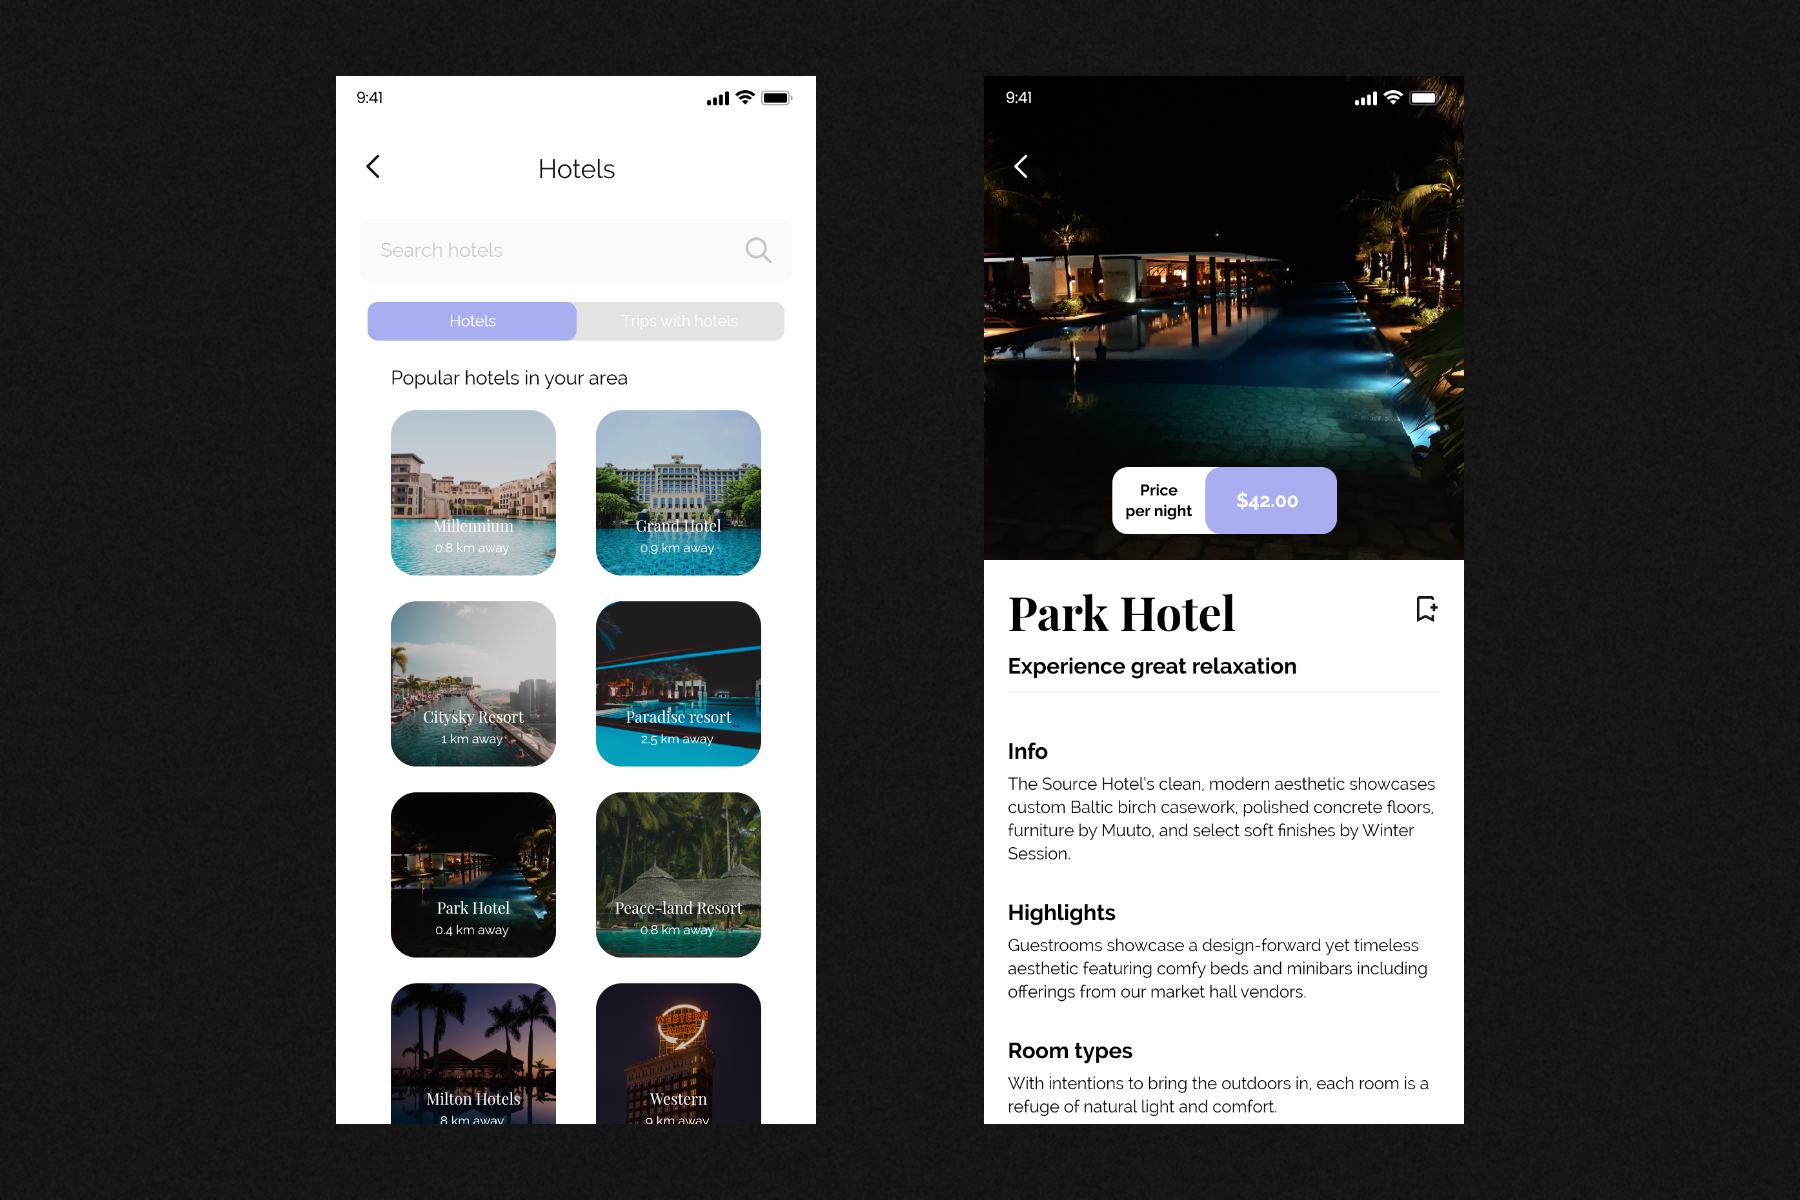 9:41
Hotels
Search hotels
Hotels
Trips with hotels
Popular hotels in your area
Millennium
0.8 km away
Grand Hotel
0.9 km away
Citysky Resort
1 km away
Paradise resort
2.5 km away
Park Hotel
0.4 km away
Peace-land Resort
0.8 km away
WESTERN
Milton Hotels
8 km away
Western
9 km away
9:41
Price
per night
$42.00
Park Hotel
Experience great relaxation
Info
The Source Hotel's clean, modern aesthetic showcases
custom Baltic birch casework, polished concrete floors,
furniture by Muuto, and select soft finishes by Winter
Session.
Highlights
Guestrooms showcase a design-forward yet timeless
aesthetic featuring comfy beds and minibars including
offerings from our market hall vendors.
Room types
With intentions to bring the outdoors in, each room is a
refuge of natural light and comfort.